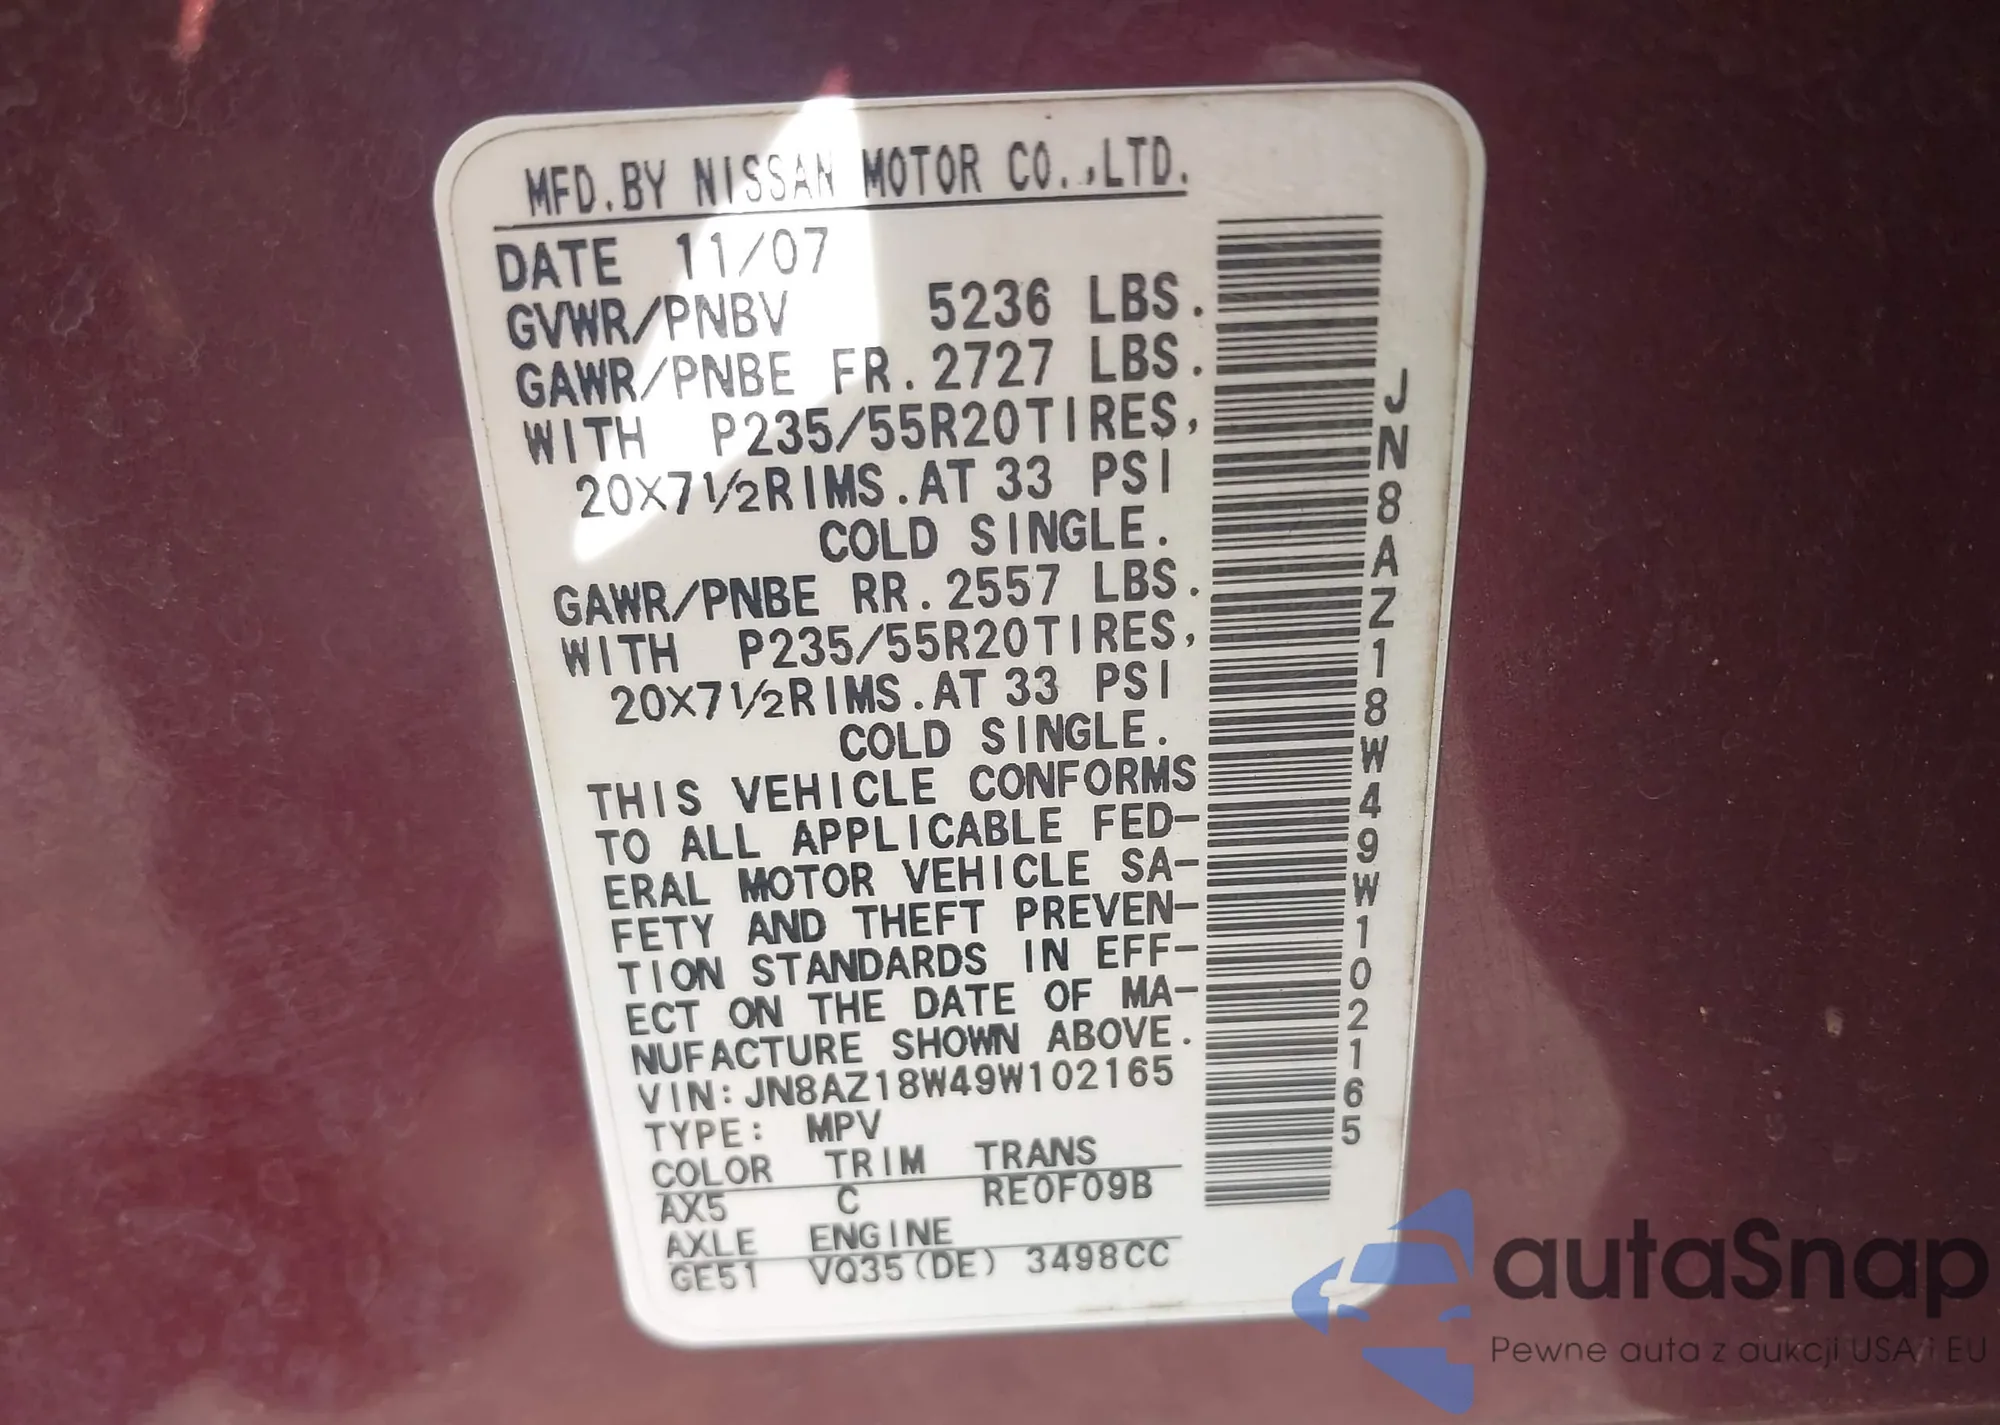 MFD.BY NISSAN MOTOR CO.,LTD.
DATE 11/07
GVWR/PNBV 5236 LBS.
GAWR/PNBE FR.2727 LBS.
WITH P235/55R20TIRES,
20X7½RIMS.AT 33 PSI
COLD SINGLE.
GAWR/PNBE RR.2557 LBS.
WITH P235/55R20TIRES,
20X7½RIMS.AT 33 PSI
COLD SINGLE.
THIS VEHICLE CONFORMS
TO ALL APPLICABLE FED-
ERAL MOTOR VEHICLE SA-
FETY AND THEFT PREVEN-
TION STANDARDS IN EFF-
ECT ON THE DATE OF MA-
NUFACTURE SHOWN ABOVE.
VIN:JN8AZ18W49W102165
TYPE: MPV
COLOR TRIM TRANS
AX5 C RE0F09B
AXLE ENGINE
GE51 VQ35(DE) 3498CC
JN8AZ18W49W102165
autaSnap
Pewne auta z aukcji USA i EU